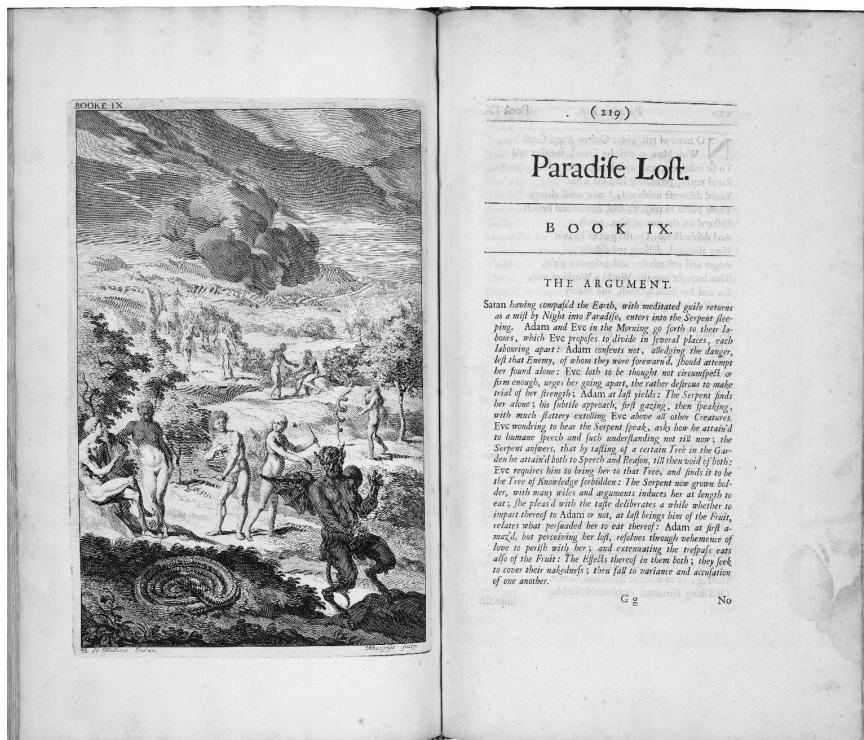 BOOKE IX.
( 219 )
Paradiſe Loſt.
BOOK IX.
THE ARGUMENT.
Satan having compaſs'd the Earth, with meditated guile returns
as a miſt by Night into Paradiſe, enters into the Serpent ſlee-
ping. Adam and Eve in the Morning go forth to their la-
bours, which Eve propoſes to divide in ſeveral places, each
labouring apart: Adam conſents not, alledging the danger,
leſt that Enemy, of whom they were forewarn'd, ſhould attempt
her found alone: Eve loth to be thought not circumſpect or
firm enough, urges her going apart, the rather deſirous to make
trial of her ſtrength; Adam at laſt yields: The Serpent finds
her alone; his ſubtile approach, firſt gazing, then ſpeaking,
with much flattery extolling Eve above all other Creatures.
Eve wondring to hear the Serpent ſpeak, asks how he attain'd
to humane ſpeech and ſuch underſtanding not till now; the
Serpent anſwers, that by taſting of a certain Tree in the Gar-
den he attain'd both to Speech and Reaſon, till then void of both:
Eve requires him to bring her to that Tree, and finds it to be
the Tree of Knowledge forbidden: The Serpent now grown bol-
der, with many wiles and arguments induces her at length to
eat; ſhe pleas'd with the taſte deliberates a while whether to
impart thereof to Adam or not, at laſt brings him of the Fruit,
relates what perſuaded her to eat thereof: Adam at firſt a-
maz'd, but perceiving her loſt, reſolves through vehemence of
love to periſh with her; and extenuating the treſpaſs eats
alſo of the Fruit: The Effects thereof in them both; they ſeek
to cover their nakedneſs; then fall to variance and accuſation
of one another.
G g No
de Medina
ſculp